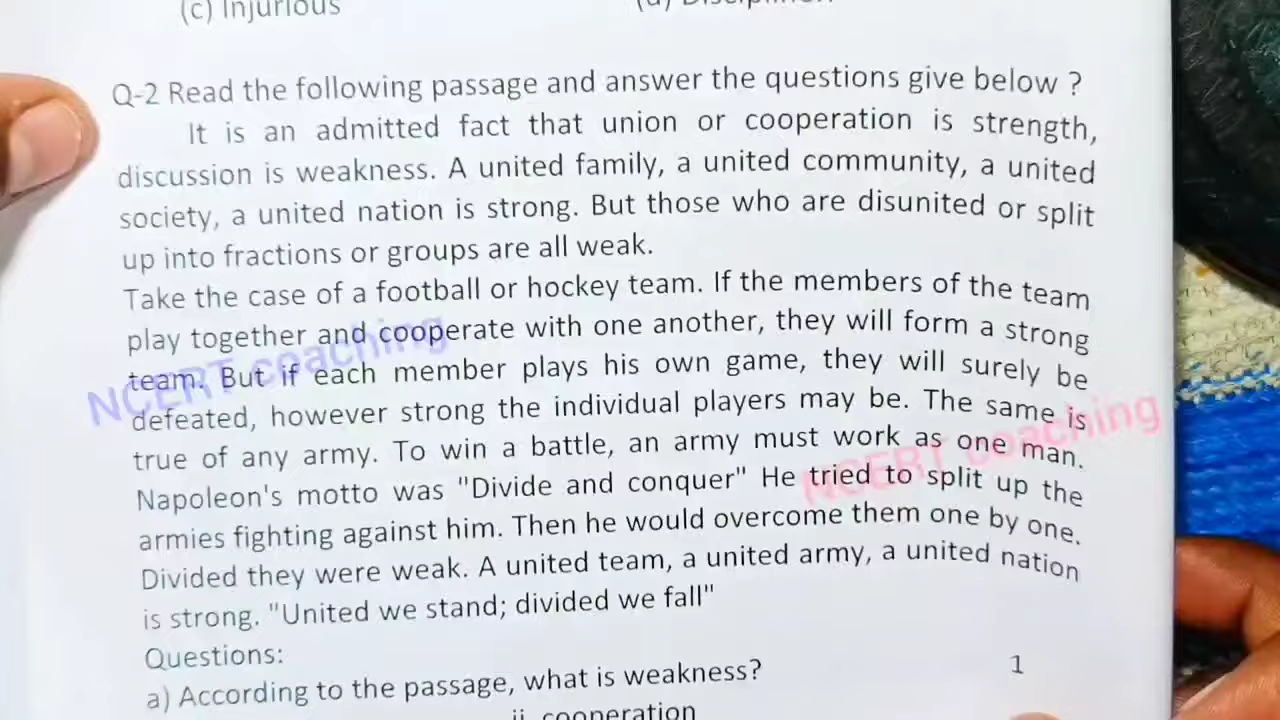 (c) Injurious
Q-2 Read the following passage and answer the questions give below ?
It is an admitted fact that union or cooperation is strength,
discussion is weakness. A united family, a united community, a united
society, a united nation is strong. But those who are disunited or split
up into fractions or groups are all weak.
Take the case of a football or hockey team. If the members of the team
play together and cooperate with one another, they will form a strong
team. But if each member plays his own game, they will surely be
defeated, however strong the individual players may be. The same is
true of any army. To win a battle, an army must work as one man.
Napoleon's motto was "Divide and conquer" He tried to split up the
armies fighting against him. Then he would overcome them one by one.
Divided they were weak. A united team, a united army, a united nation
is strong. "United we stand; divided we fall"
Questions:
a) According to the passage, what is weakness? 1
ii. cooperation
NCERT coaching
NCERT coaching